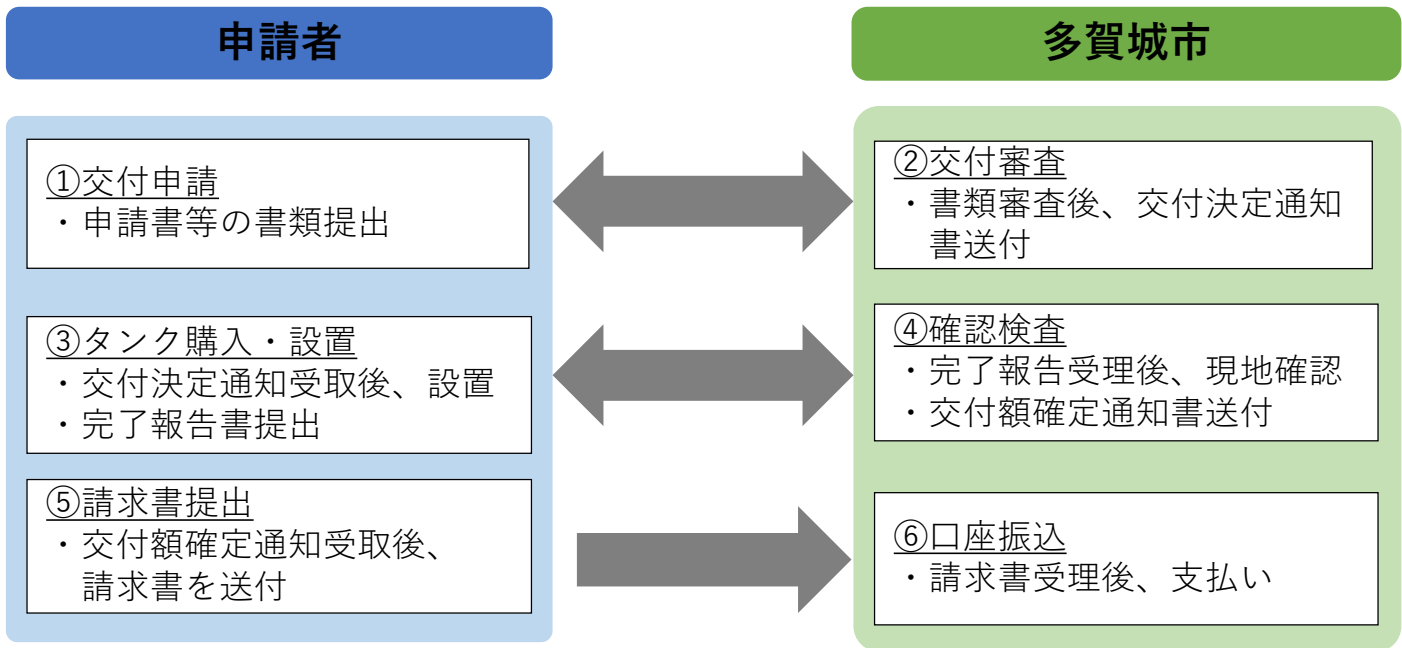 申請者
多賀城市
①交付申請
・申請書等の書類提出
②交付審査
・書類審査後、交付決定通知
書送付
③タンク購入・設置
・交付決定通知受取後、設置
・完了報告書提出
④確認検査
・完了報告受理後、現地確認
・交付額確定通知書送付
⑤請求書提出
・交付額確定通知受取後、
請求書を送付
⑥口座振込
・請求書受理後、支払い